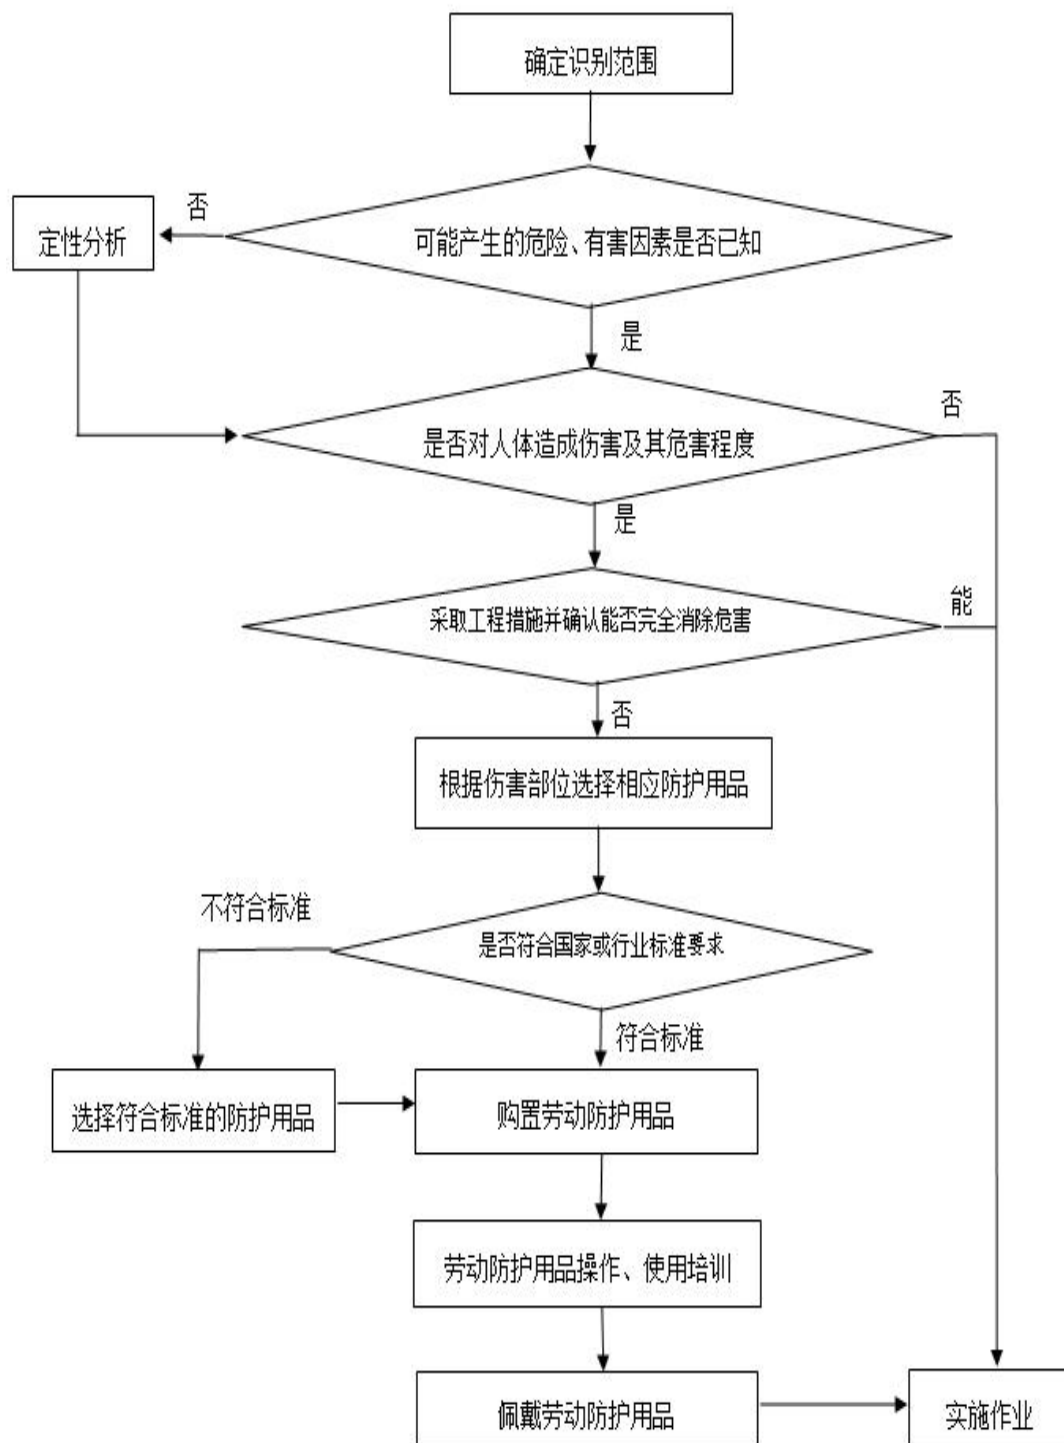 确定识别范围
否
定性分析
可能产生的危险、有害因素是否已知
是
否
是否对人体造成伤害及其危害程度
是
采取工程措施并确认能否完全消除危害
能
否
根据伤害部位选择相应防护用品
不符合标准
是否符合国家或行业标准要求
符合标准
选择符合标准的防护用品
购置劳动防护用品
劳动防护用品操作、使用培训
佩戴劳动防护用品
实施作业